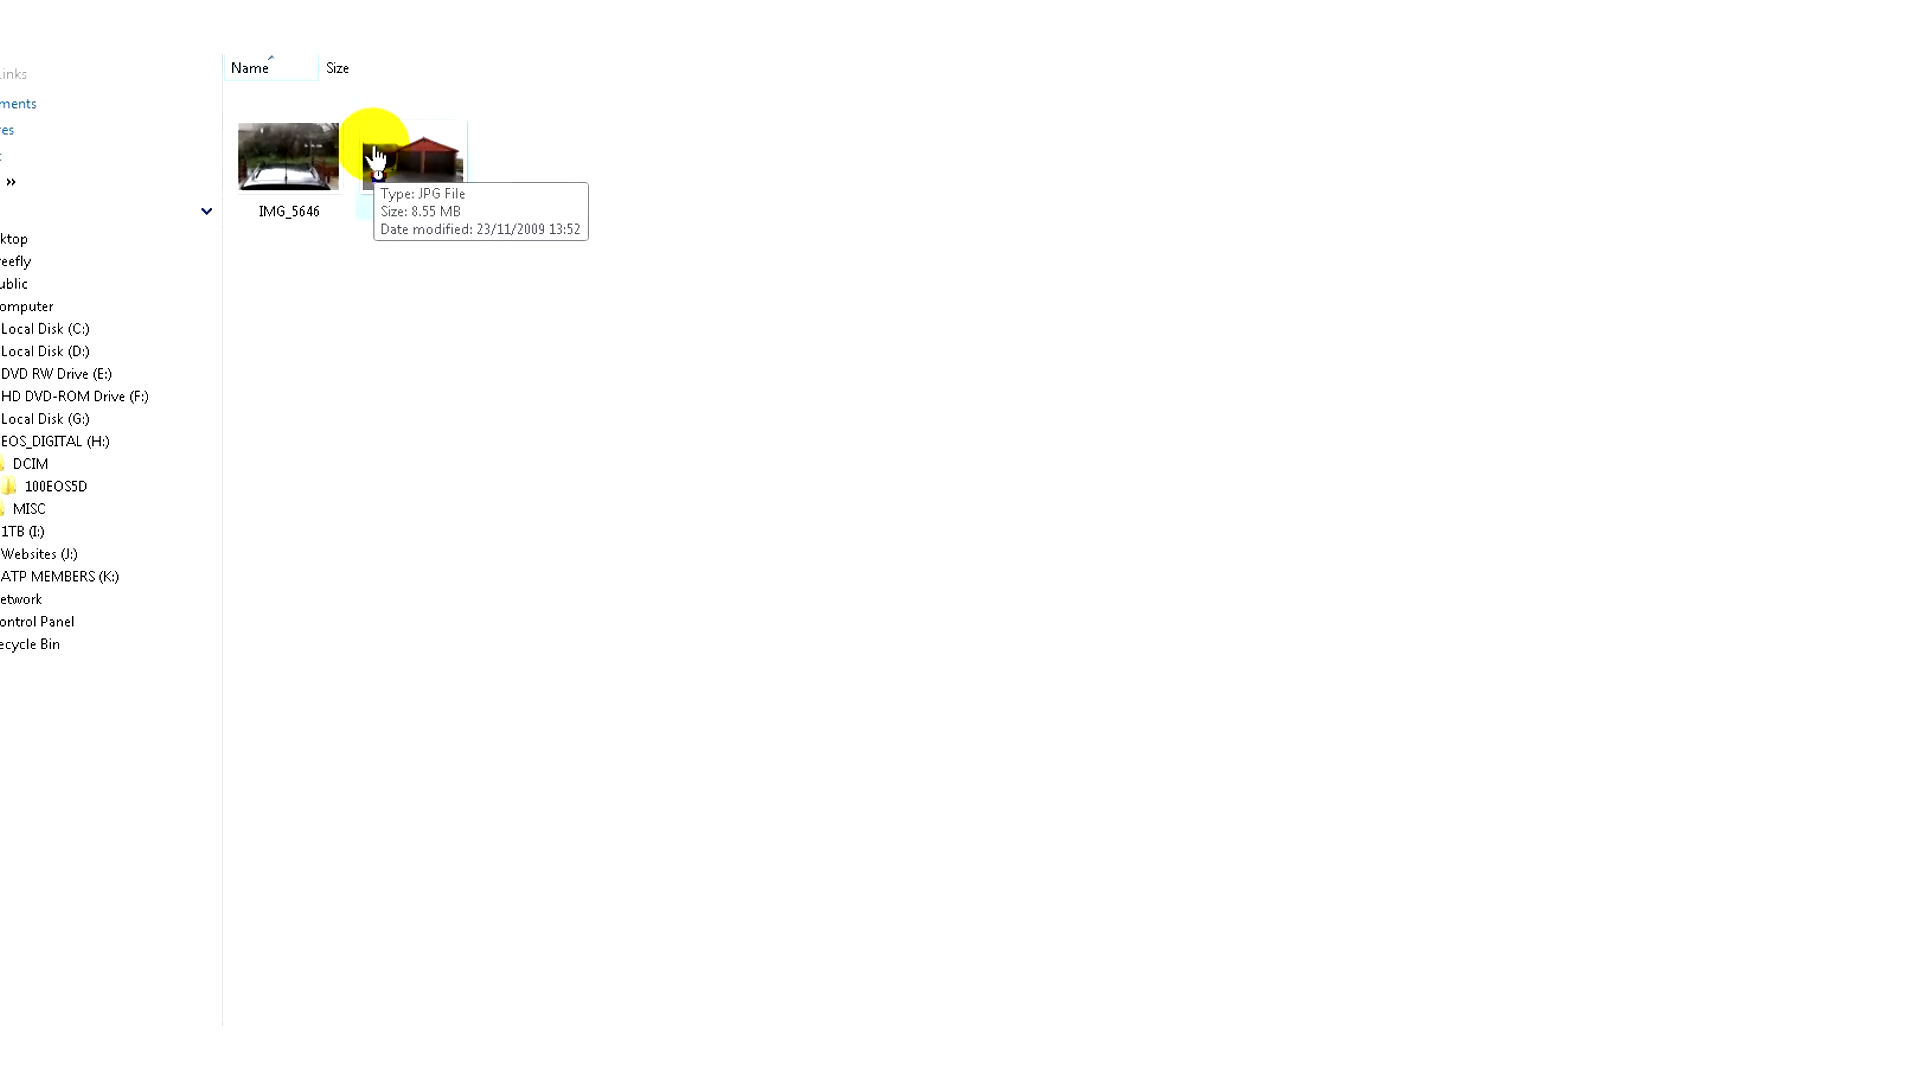 Name
Size
inks
ments
res
»
IMG_5646
Type: JPG File
Size: 8.55 MB
Date modified: 23/11/2009 13:52
ktop
reefly
ublic
omputer
Local Disk (C:)
Local Disk (D:)
DVD RW Drive (E:)
HD DVD-ROM Drive (F:)
Local Disk (G:)
EOS_DIGITAL (H:)
DCIM
100EOS5D
MISC
1TB (I:)
Websites (J:)
ATP MEMBERS (K:)
etwork
ontrol Panel
ecycle Bin